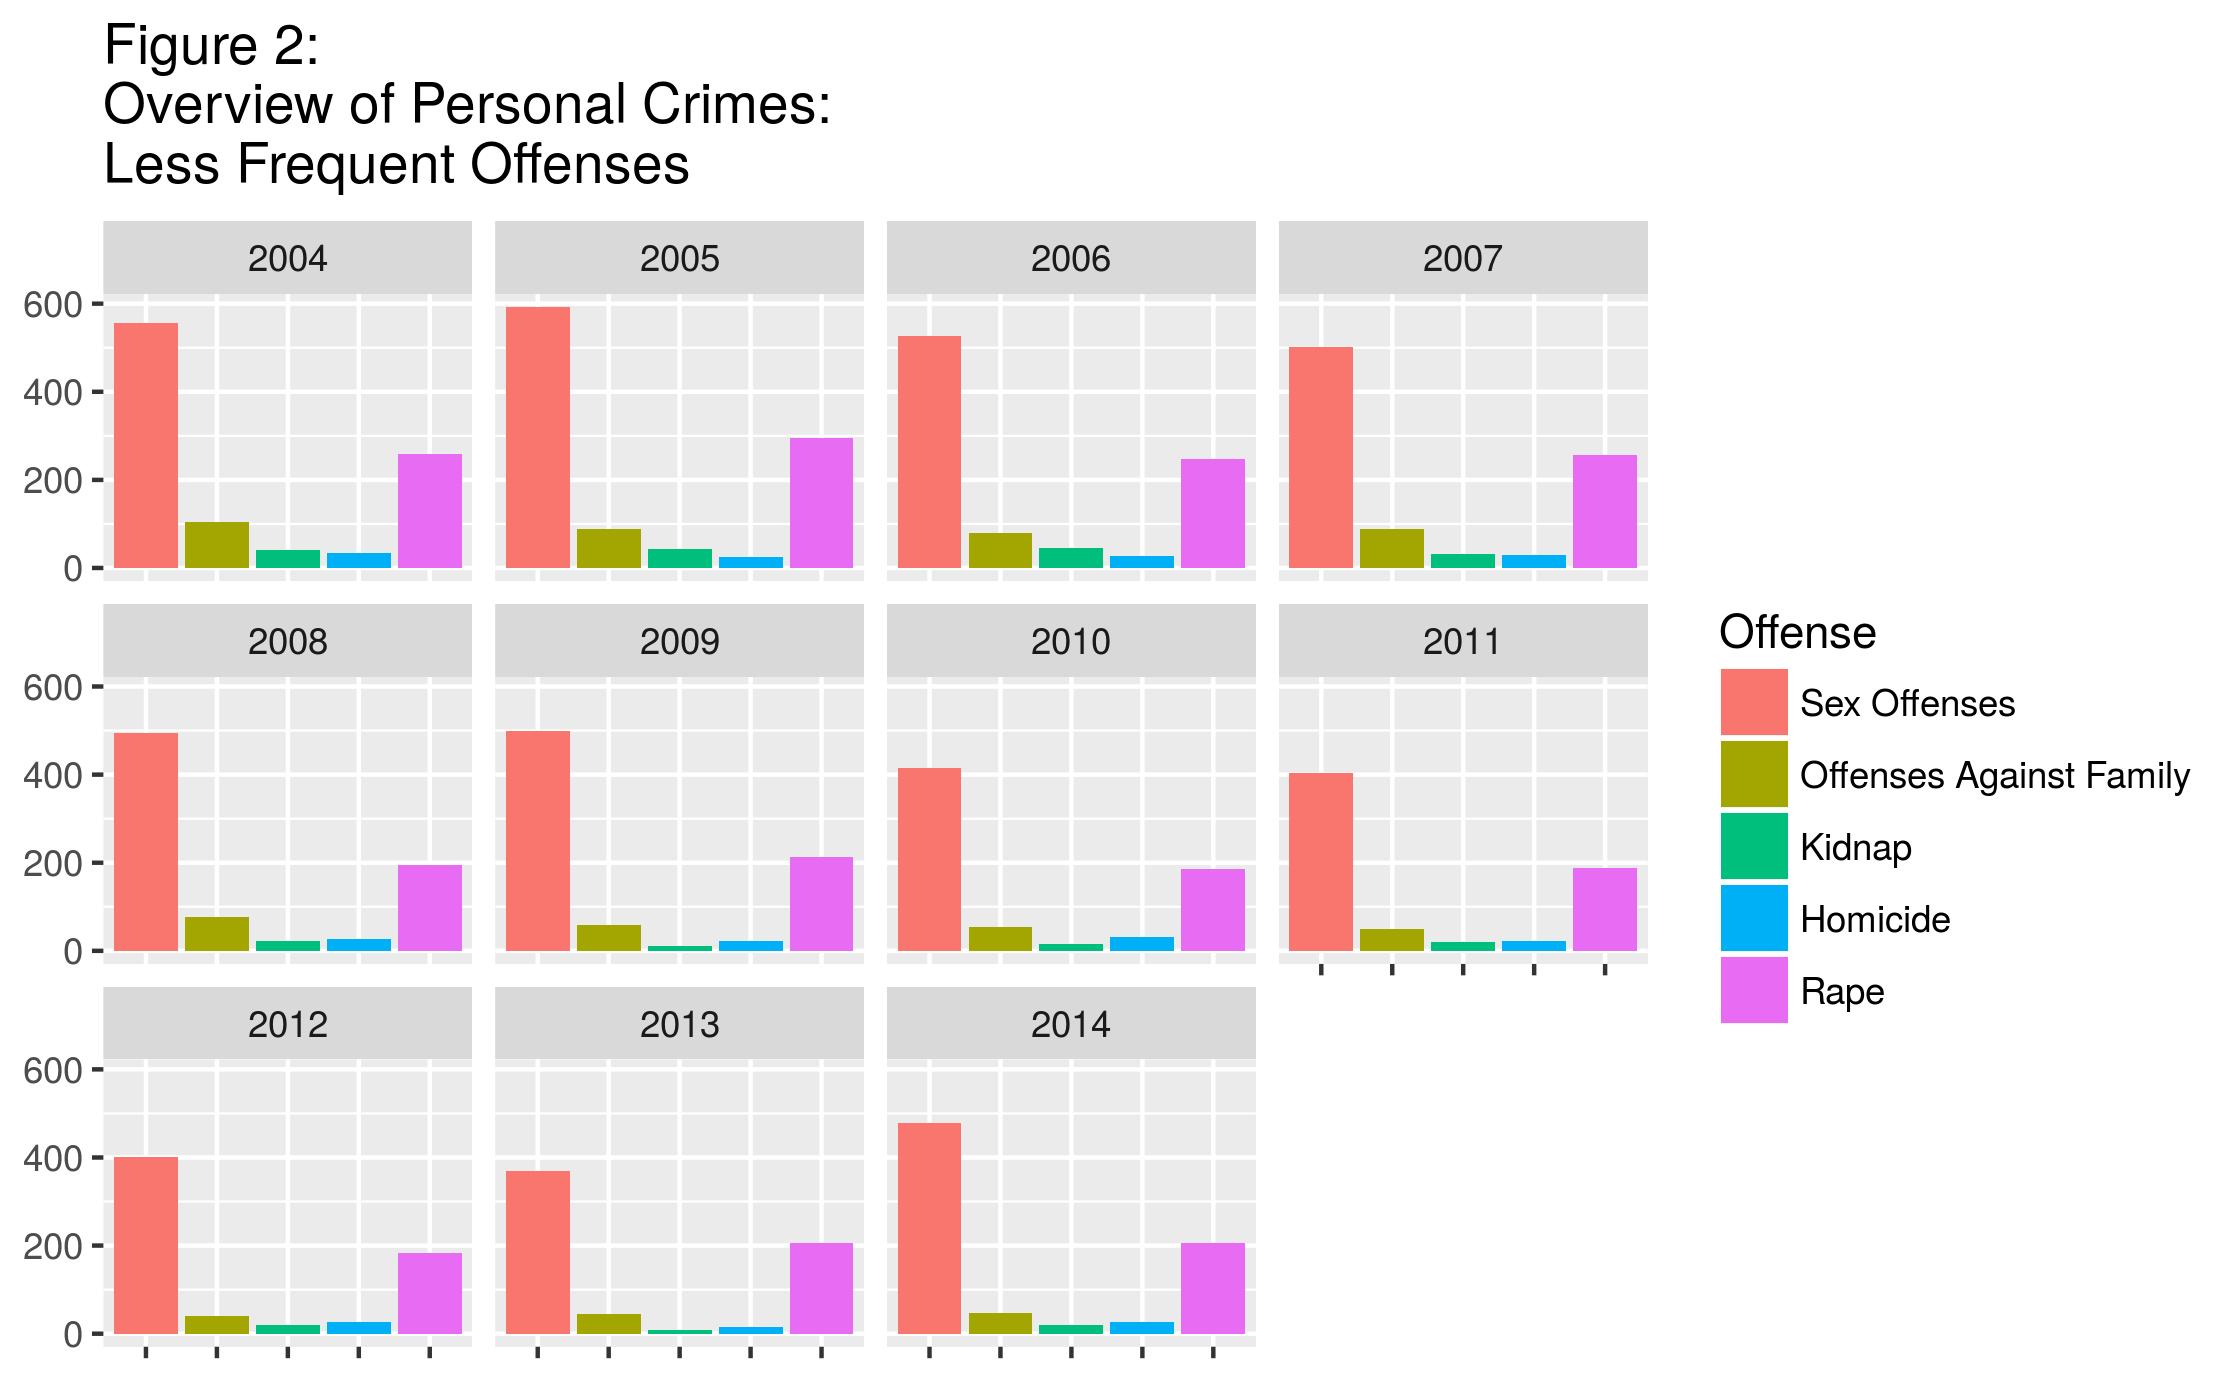 Figure 2:
Overview of Personal Crimes:
Less Frequent Offenses
2004
2005
2006
2007
600
400
200
0
2008
2009
2010
2011
600
400
200
0
2012
2013
2014
600
400
200
0
Offense
Sex Offenses
Offenses Against Family
Kidnap
Homicide
Rape